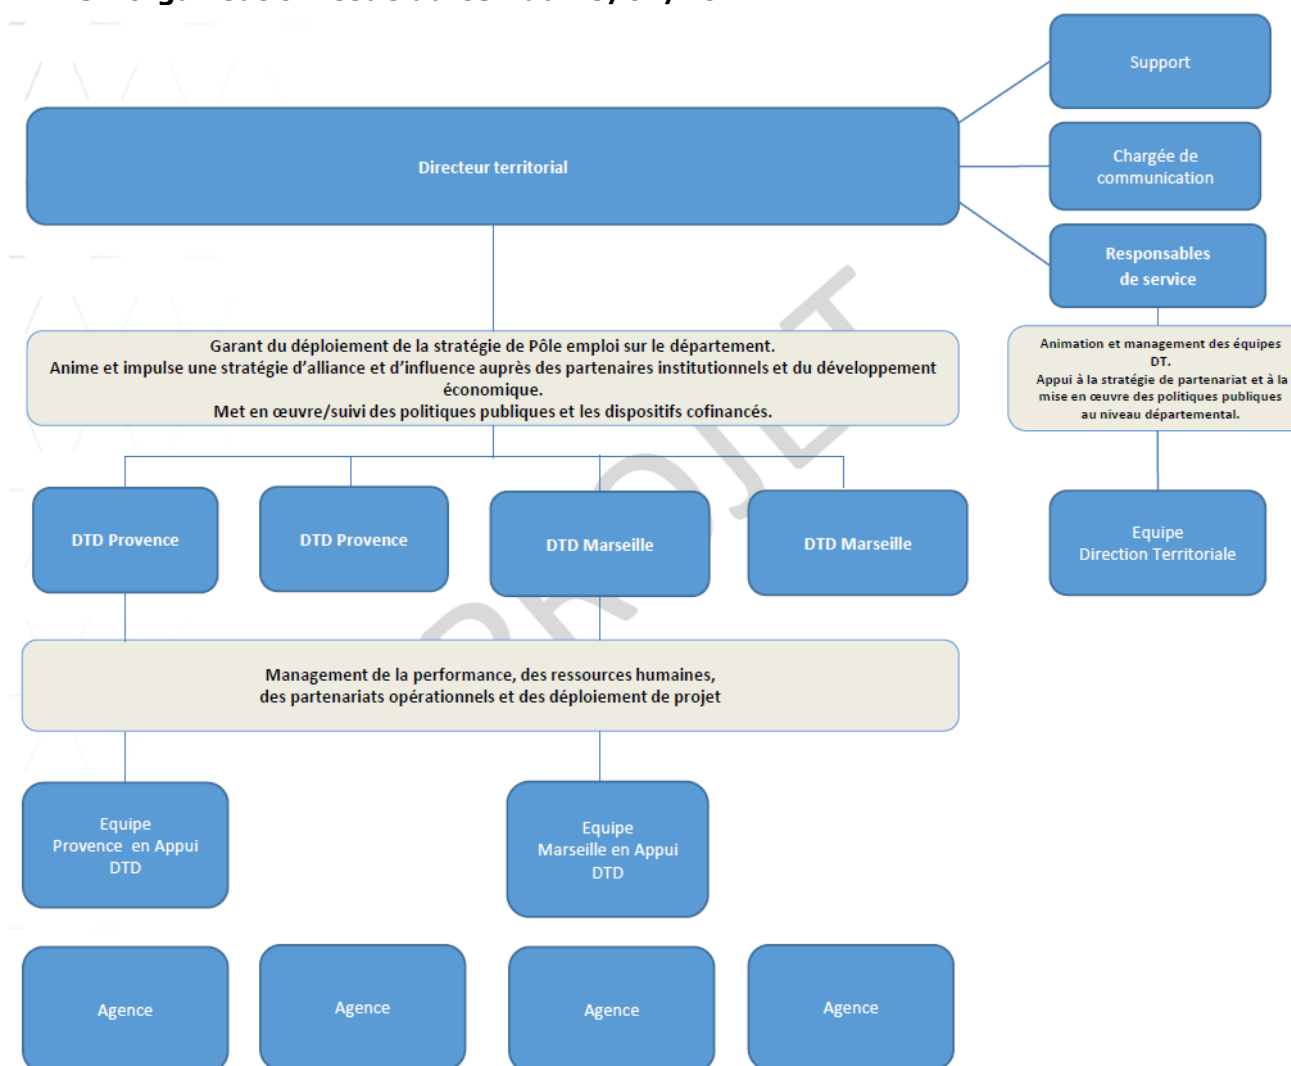 Support
Directeur territorial
Chargée de
communication
Responsables
de service
Garant du déploiement de la stratégie de Pôle emploi sur le département.
Anime et impulse une stratégie d'alliance et d'influence auprès des partenaires institutionnels et du développement
économique.
Met en œuvre/suivi des politiques publiques et les dispositifs cofinancés.
Animation et management des équipes
DT.
Appui à la stratégie de partenariat et à la
mise en œuvre des politiques publiques
au niveau départemental.
PROJET
DTD Provence
DTD Provence
DTD Marseille
DTD Marseille
Equipe
Direction Territoriale
Management de la performance, des ressources humaines,
des partenariats opérationnels et des déploiement de projet
Equipe
Provence en Appui
DTD
Equipe
Marseille en Appui
DTD
Agence
Agence
Agence
Agence